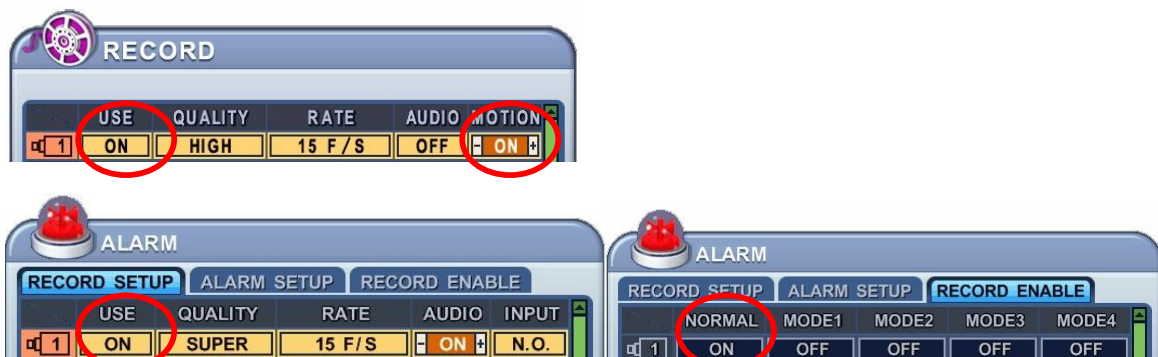 RECORD
USE QUALITY RATE AUDIO MOTION
1 ON HIGH 15 F/S OFF - ON +
ALARM
RECORD SETUP ALARM SETUP RECORD ENABLE
USE QUALITY RATE AUDIO INPUT
1 ON SUPER 15 F/S - ON + N.O.
ALARM
RECORD SETUP ALARM SETUP RECORD ENABLE
NORMAL MODE1 MODE2 MODE3 MODE4
1 ON OFF OFF OFF OFF